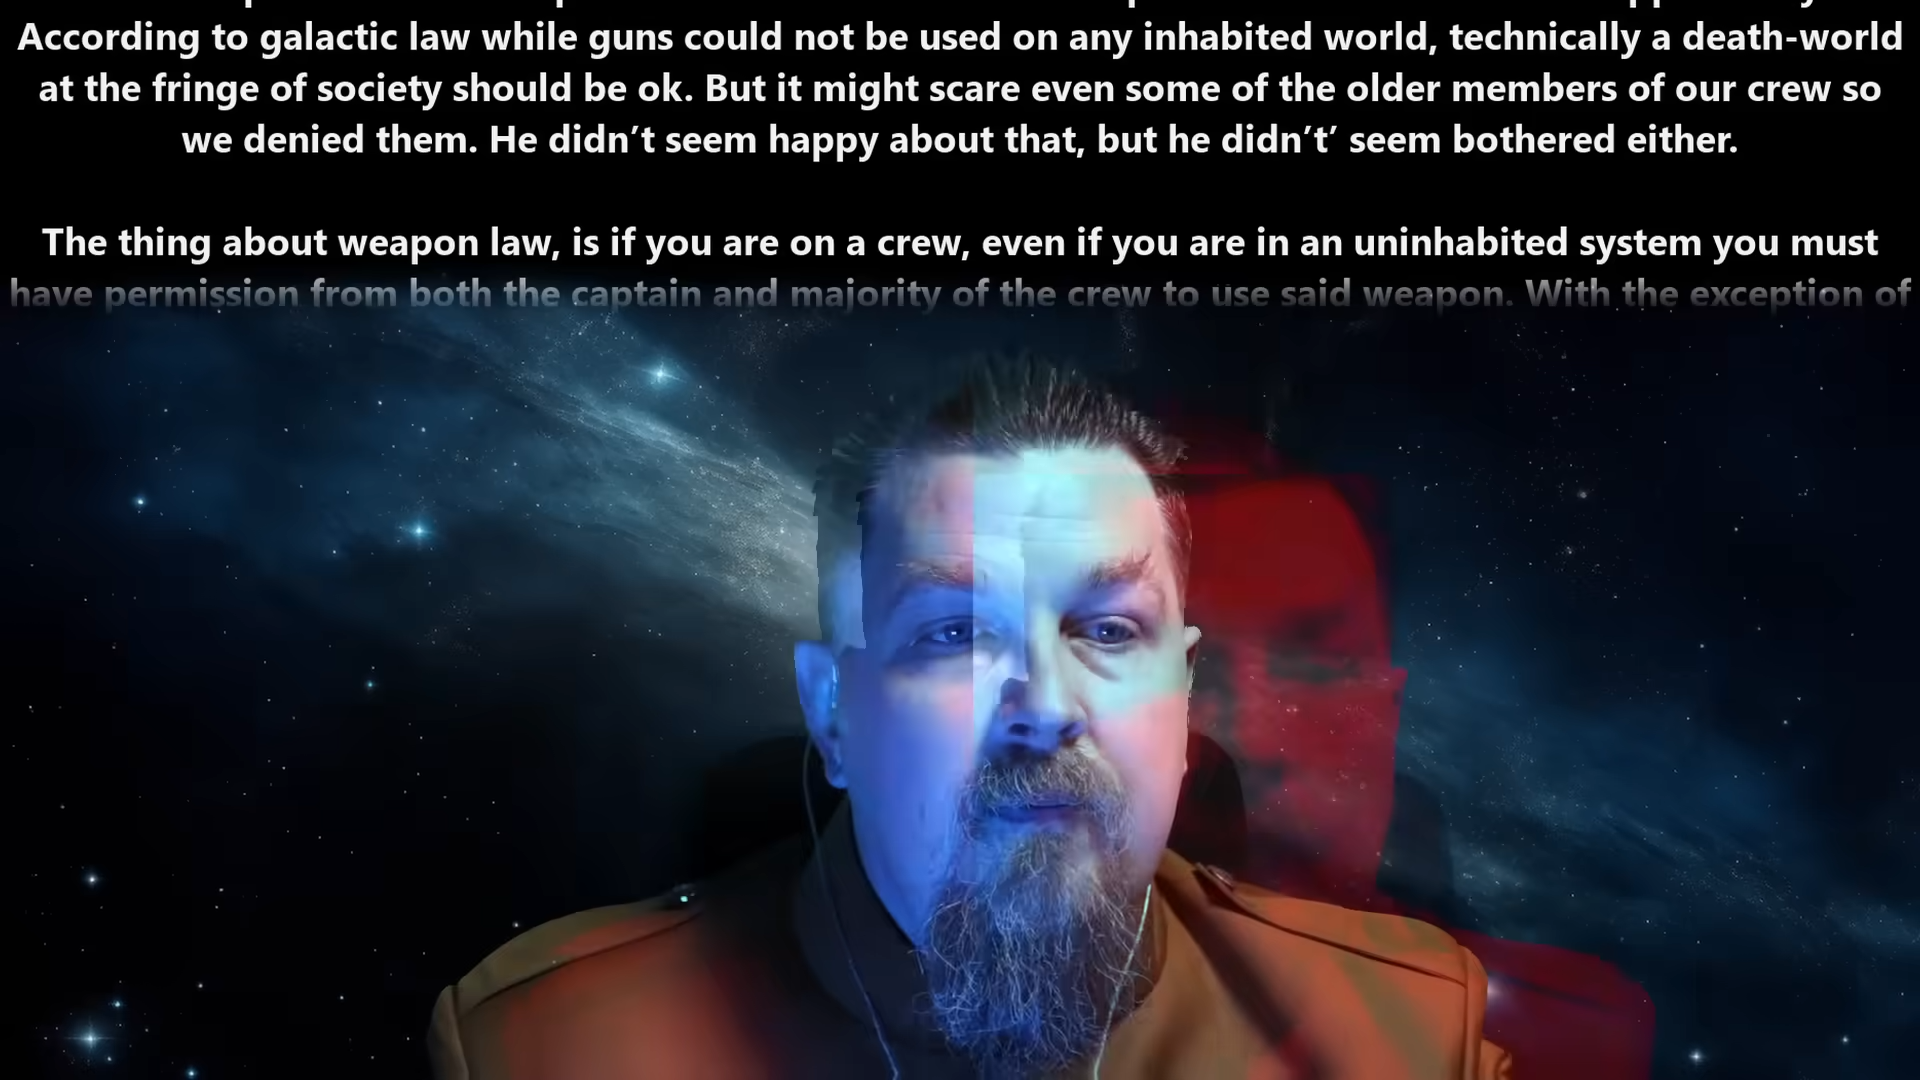 According to galactic law while guns could not be used on any inhabited world, technically a death-world
at the fringe of society should be ok. But it might scare even some of the older members of our crew so
we denied them. He didn’t seem happy about that, but he didn’t’ seem bothered either.
The thing about weapon law, is if you are on a crew, even if you are in an uninhabited system you must
have permission from both the captain and majority of the crew to use said weapon. With the exception of